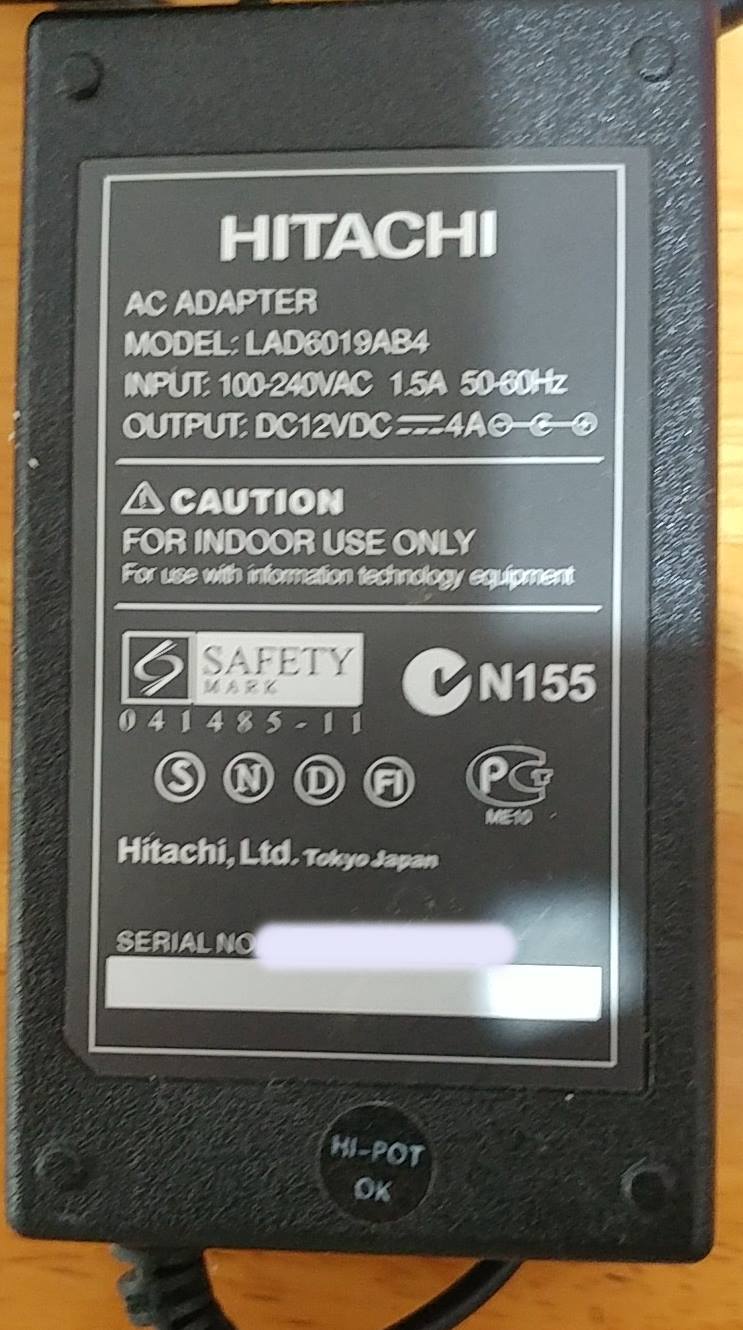 HITACHI
AC ADAPTER
MODEL: LAD6019AB4
INPUT: 100-240VAC 1.5A 50-60Hz
OUTPUT: DC12VDC ⎓ 4A
CAUTION
FOR INDOOR USE ONLY
For use with information technology equipment
SAFETY
MARK
N155
041485-11
S N D FI PG
ME10
Hitachi, Ltd. Tokyo Japan
SERIAL NO
HI-POT
OK